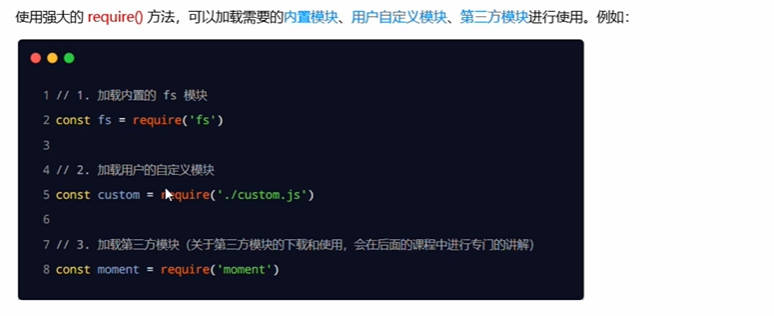 使用强大的 require() 方法，可以加载需要的内置模块、用户自定义模块、第三方模块进行使用。例如：
1 // 1. 加载内置的 fs 模块
2 const fs = require('fs')
3
4 // 2. 加载用户的自定义模块
5 const custom = require('./custom.js')
6
7 // 3. 加载第三方模块（关于第三方模块的下载和使用，会在后面的课程中进行专门的讲解）
8 const moment = require('moment')